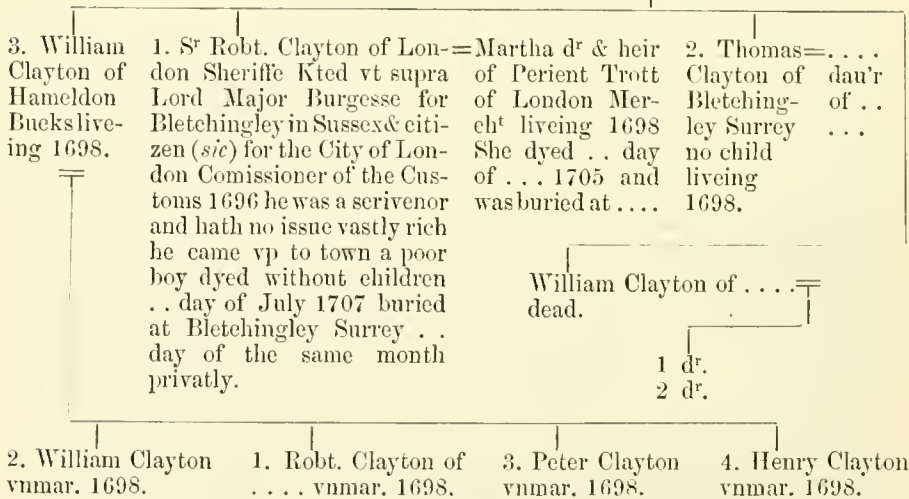 3. William
Clayton of
Hameldon
Bucks live-
ing 1698.
1. Sʳ Robt. Clayton of Lon-=
don Sheriffe Kted vt supra
Lord Major Burgesse for
Bletchingley in Sussex & citi-
zen (sic) for the City of Lon-
don Comissioner of the Cus-
toms 1696 he was a scrivenor
and hath no issue vastly rich
he came vp to town a poor
boy dyed without children
. . day of July 1707 buried
at Bletchingley Surrey . .
day of the same month
privatly.
Martha dʳ & heir
of Perient Trott
of London Mer-
chᵗ liveing 1698
She dyed . . day
of . . . 1705 and
was buried at . . . .
2. Thomas=
Clayton of
Bletching-
ley Surrey
no child
liveing
1698.
. . . .
dau'r
of . .
. . .
William Clayton of . . . .
dead.
1 dʳ.
2 dʳ.
2. William Clayton
vnmar. 1698.
1. Robt. Clayton of
. . . . vnmar. 1698.
3. Peter Clayton
vnmar. 1698.
4. Henry Clayton
vnmar. 1698.